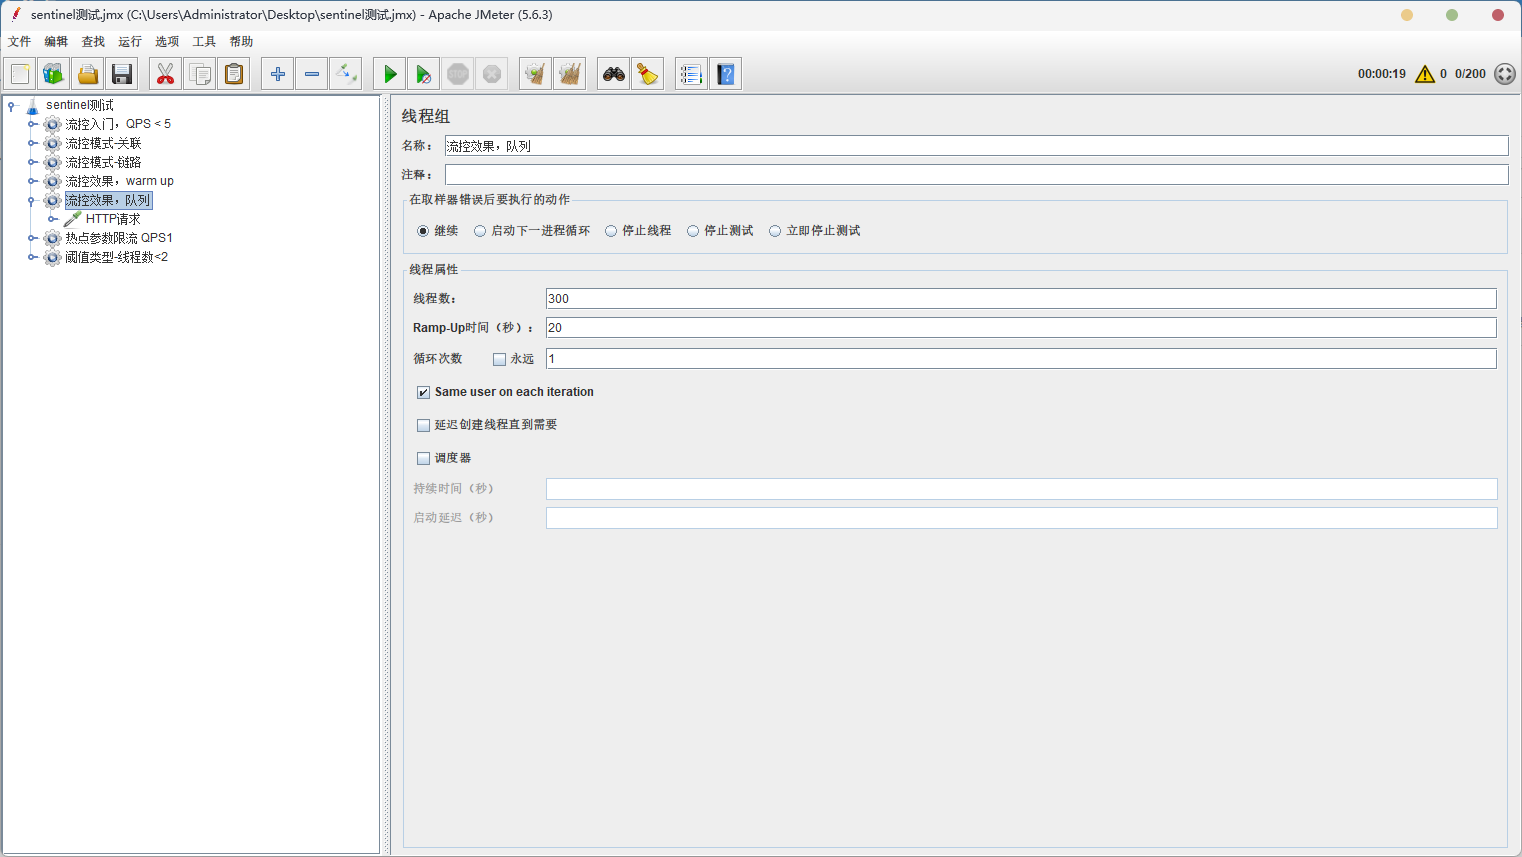 sentinel测试.jmx (C:\Users\Administrator\Desktop\sentinel测试.jmx) - Apache JMeter (5.6.3)
文件 编辑 查找 运行 选项 工具 帮助
STOP
00:00:19 0 0/200
sentinel测试
流控入门，QPS < 5
流控模式-关联
流控模式-链路
流控效果，warm up
流控效果，队列
HTTP请求
热点参数限流 QPS1
阈值类型-线程数<2
线程组
名称： 流控效果，队列
注释：
在取样器错误后要执行的动作
继续 启动下一进程循环 停止线程 停止测试 立即停止测试
线程属性
线程数： 300
Ramp-Up时间（秒）： 20
循环次数 永远 1
Same user on each iteration
延迟创建线程直到需要
调度器
持续时间（秒）
启动延迟（秒）